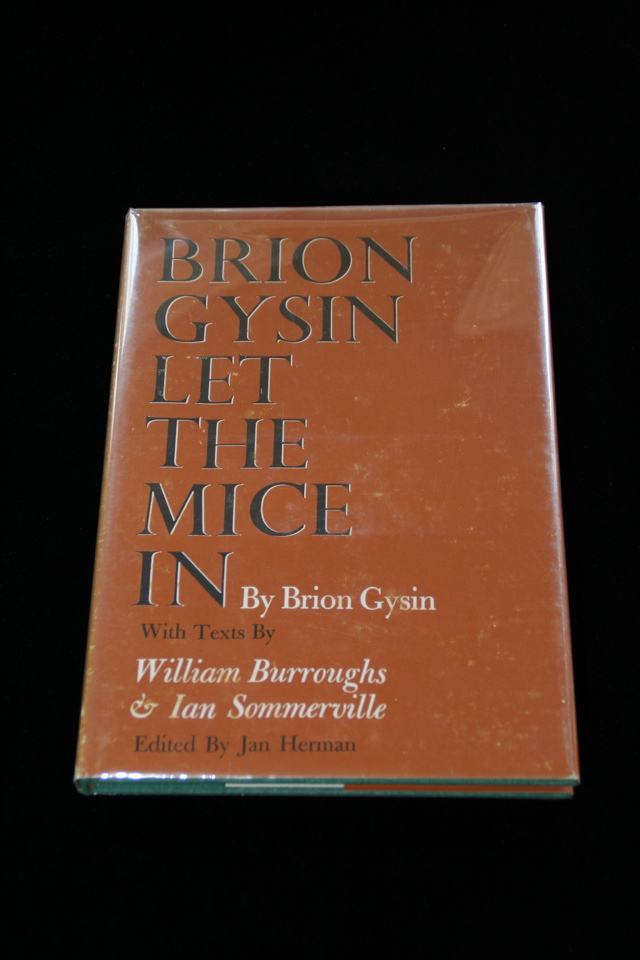 BRION
GYSIN
LET
THE
MICE
IN By Brion Gysin
With Texts By
William Burroughs
& Ian Sommerville
Edited By Jan Herman